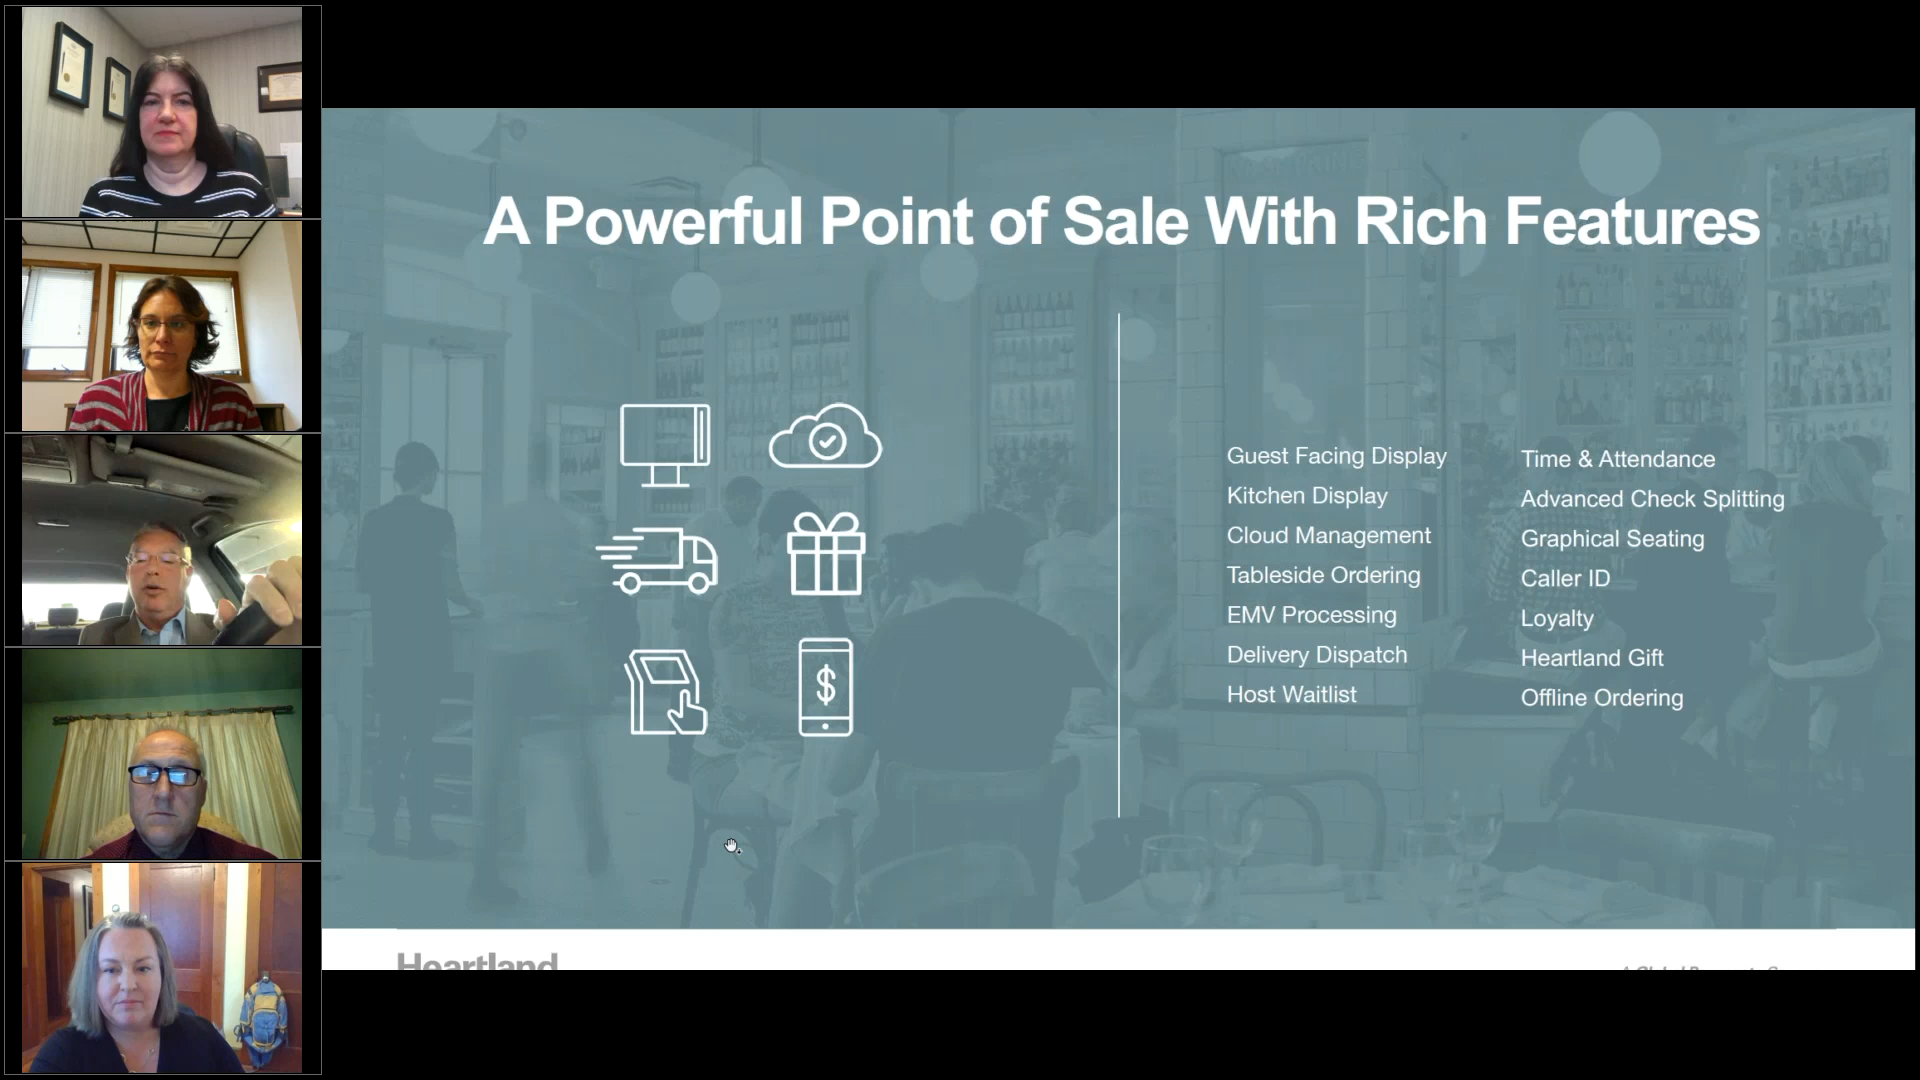 A Powerful Point of Sale With Rich Features
Guest Facing Display
Kitchen Display
Cloud Management
Tableside Ordering
EMV Processing
Delivery Dispatch
Host Waitlist
Time & Attendance
Advanced Check Splitting
Graphical Seating
Caller ID
Loyalty
Heartland Gift
Offline Ordering
$
Heartland